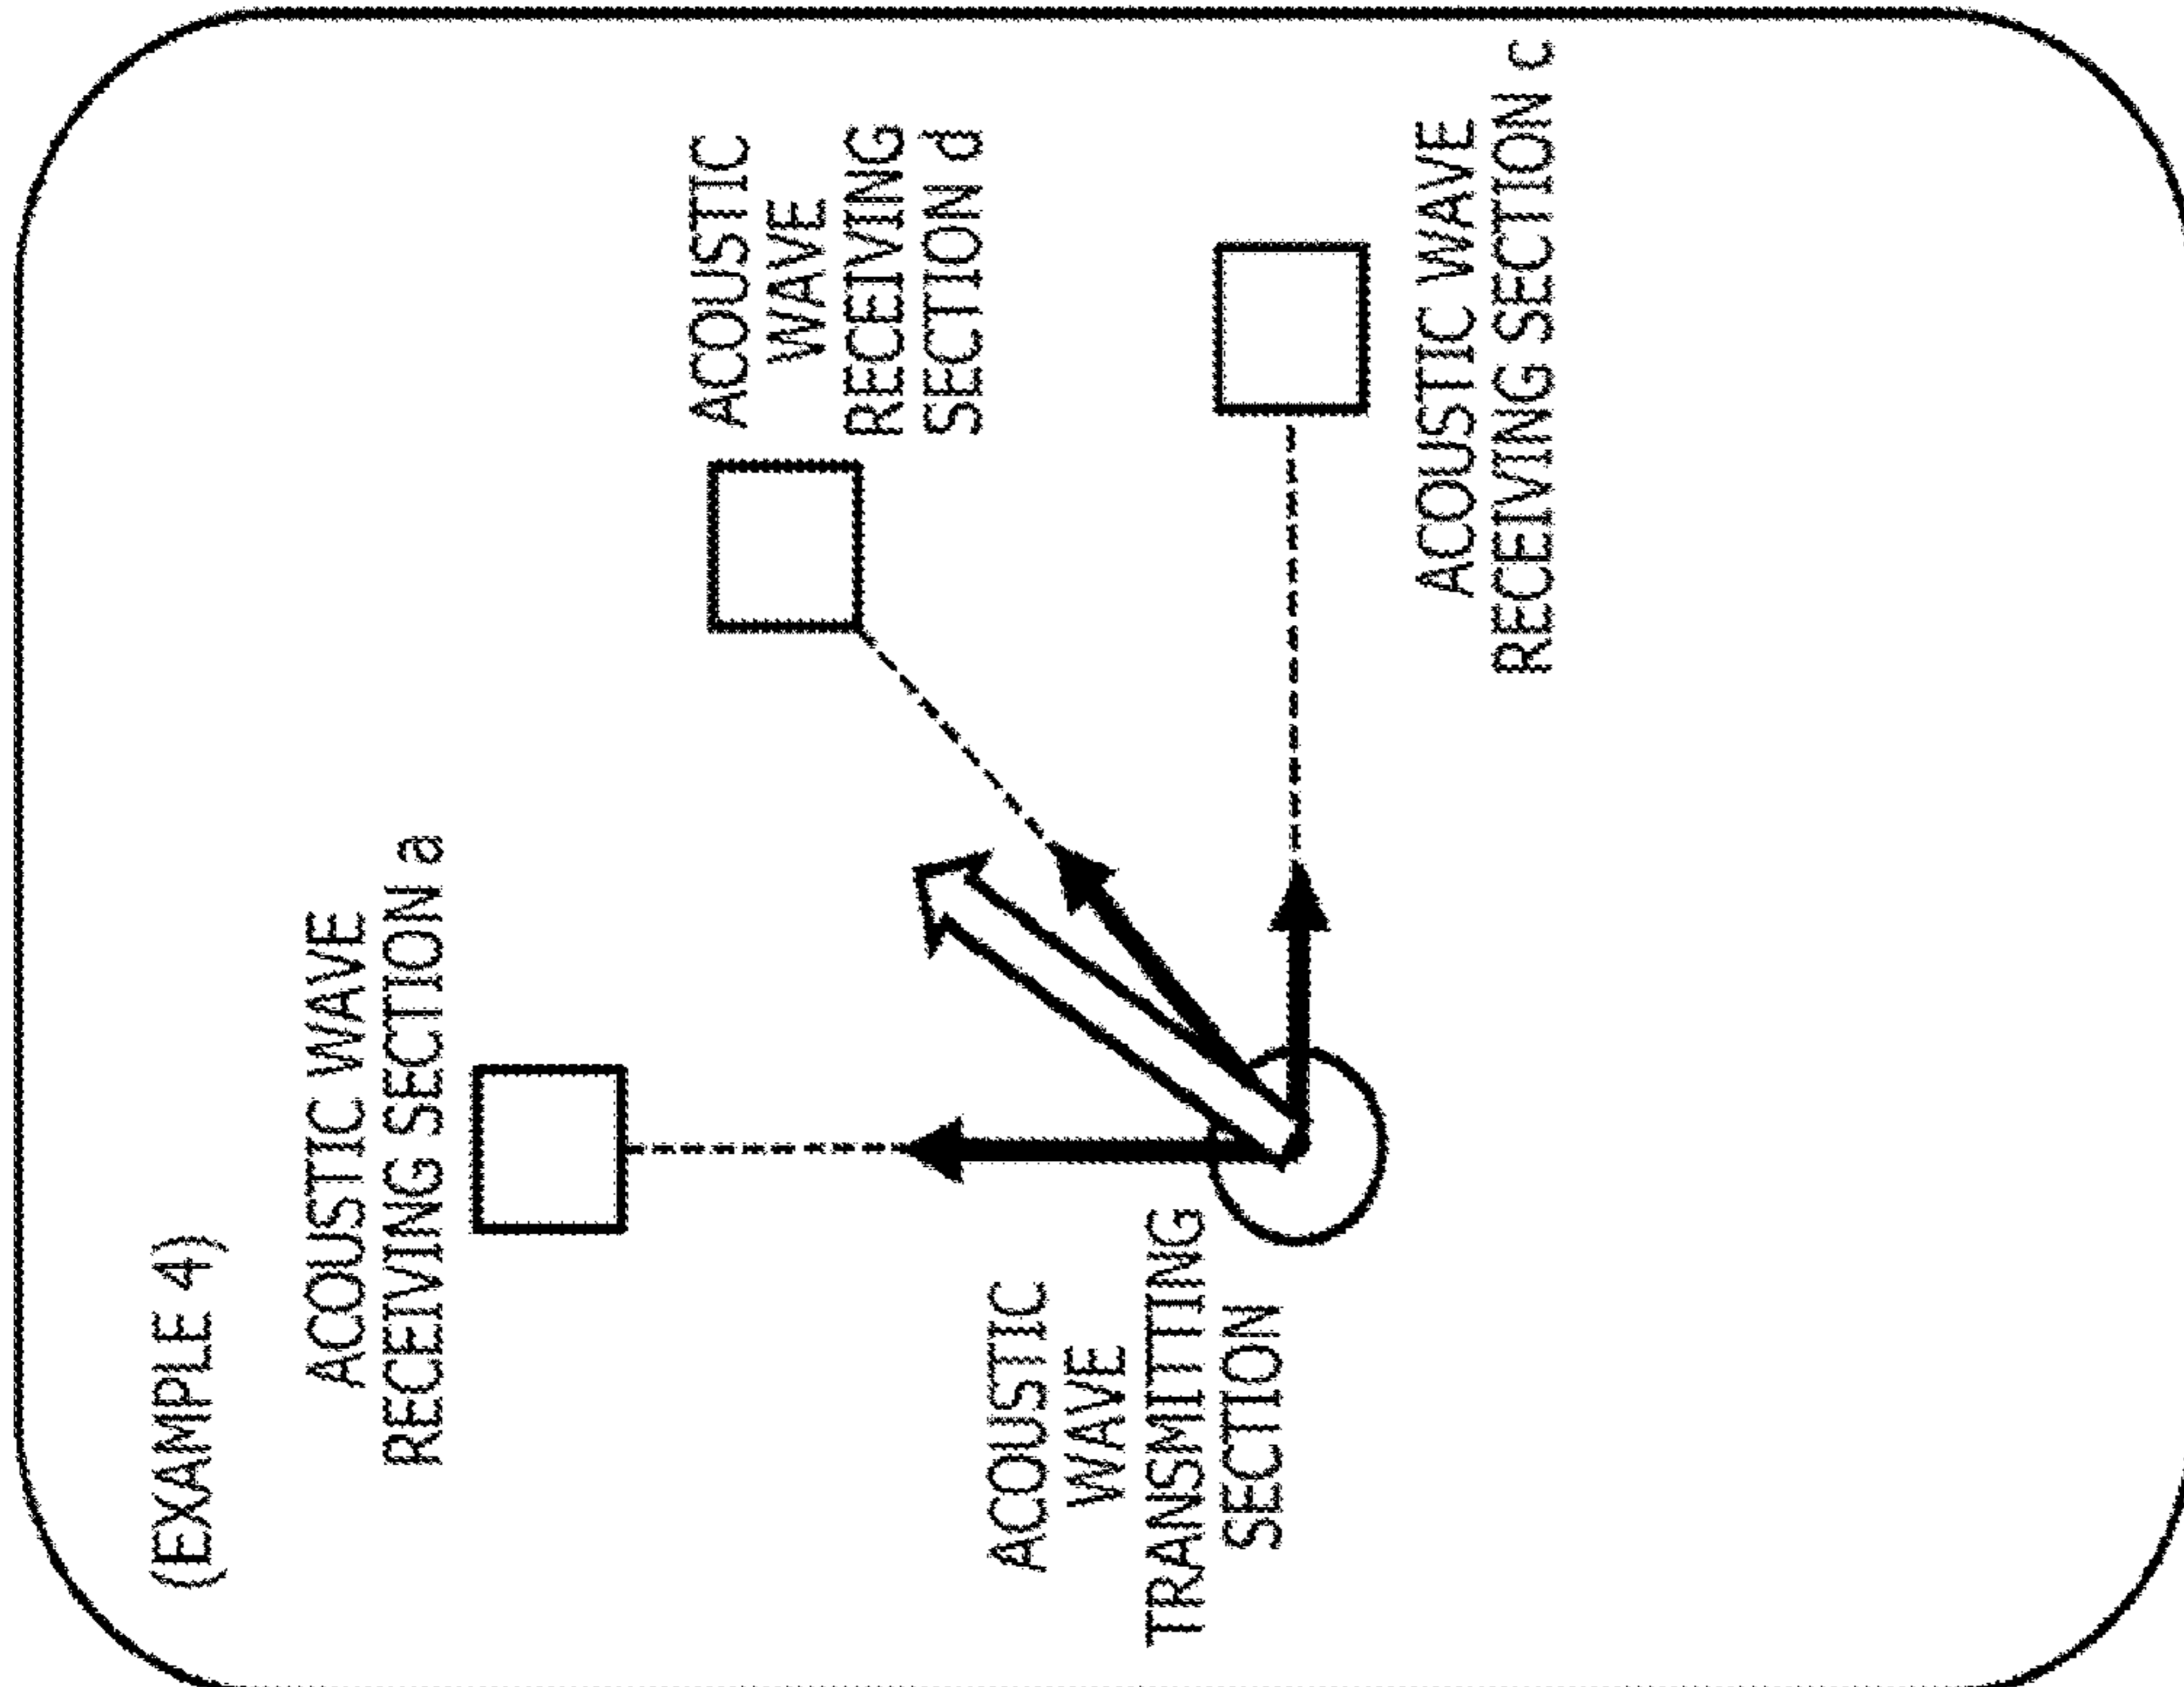 (EXAMPLE 4)
ACOUSTIC WAVE
RECEIVING SECTION a
ACOUSTIC
WAVE
RECEIVING
SECTION d
ACOUSTIC
WAVE
TRANSMITTING
SECTION
ACOUSTIC WAVE
RECEIVING SECTION c